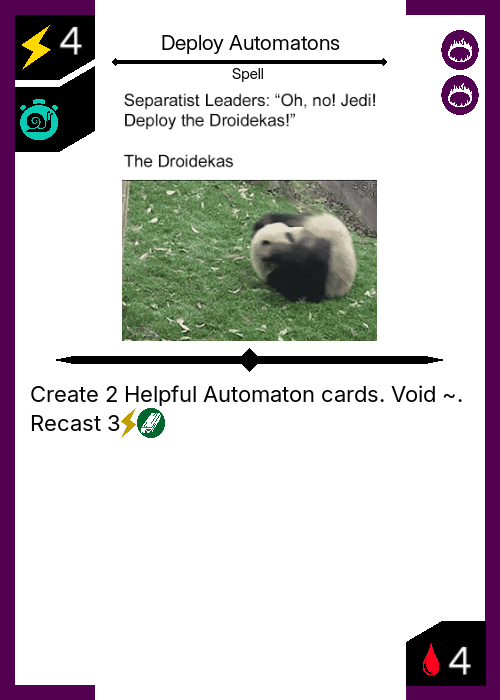 4
Deploy Automatons
Spell
Separatist Leaders: “Oh, no! Jedi!
Deploy the Droidekas!”
The Droidekas
Create 2 Helpful Automaton cards. Void ~.
Recast 3
4